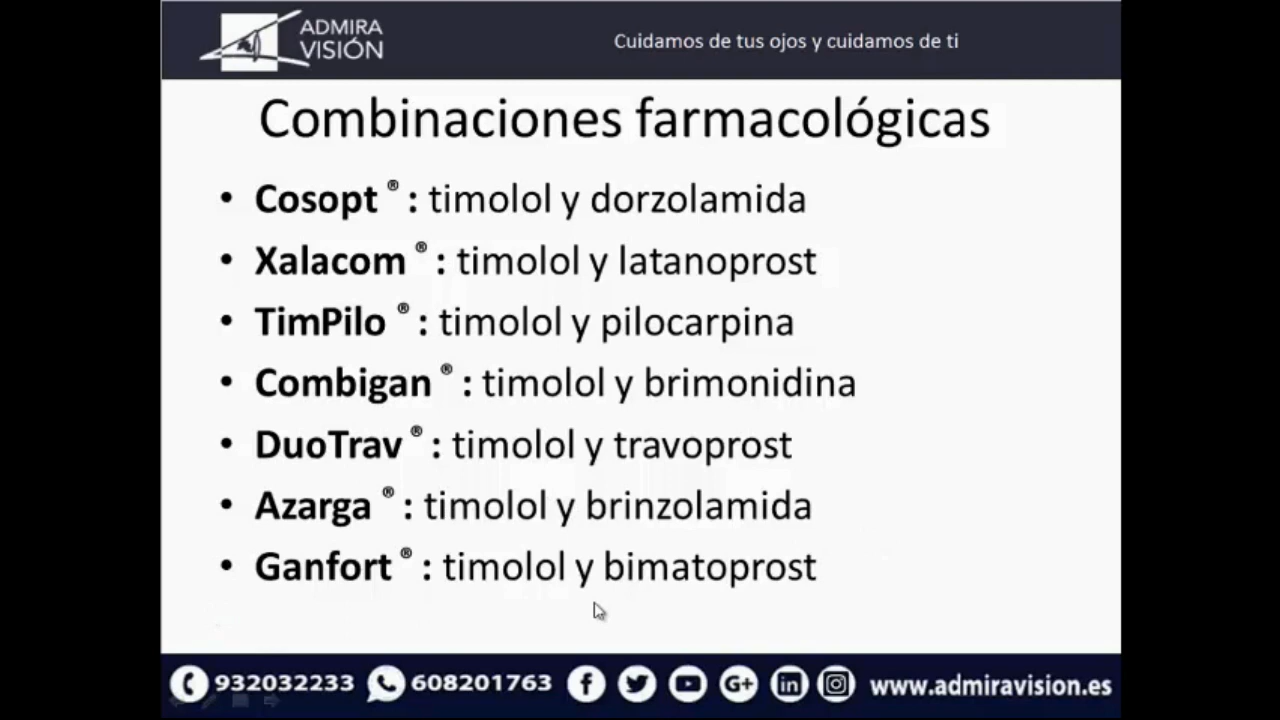 ADMIRA
VISIÓN
Cuidamos de tus ojos y cuidamos de ti
Combinaciones farmacológicas
• Cosopt ® : timolol y dorzolamida
• Xalacom ® : timolol y latanoprost
• TimPilo ® : timolol y pilocarpina
• Combigan ® : timolol y brimonidina
• DuoTrav ® : timolol y travoprost
• Azarga ® : timolol y brinzolamida
• Ganfort ® : timolol y bimatoprost
932032233 608201763 G+ in www.admiravision.es